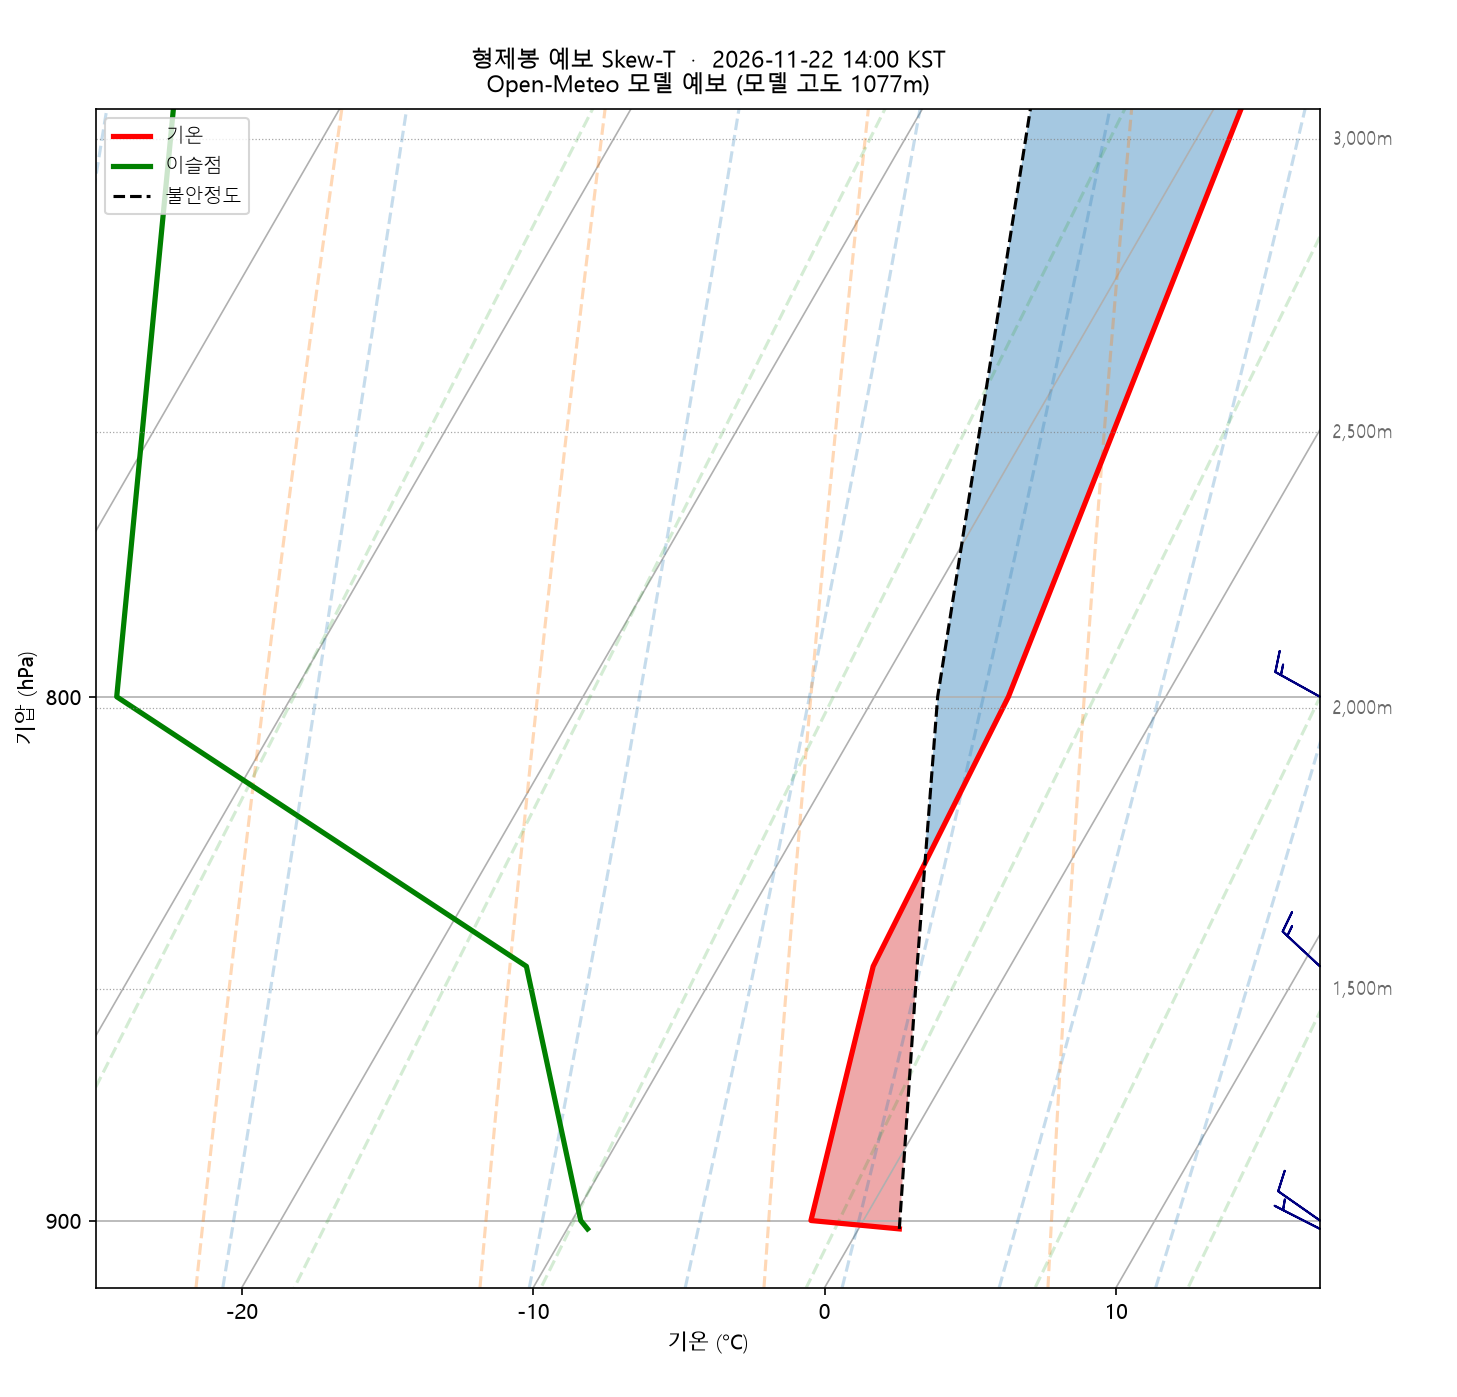 형제봉 예보 Skew-T · 2026-11-22 14:00 KST
Open-Meteo 모델 예보 (모델 고도 1077m)
기온
이슬점
불안정도
3,000m
2,500m
2,000m
1,500m
800
900
기압 (hPa)
-20
-10
0
10
기온 (°C)